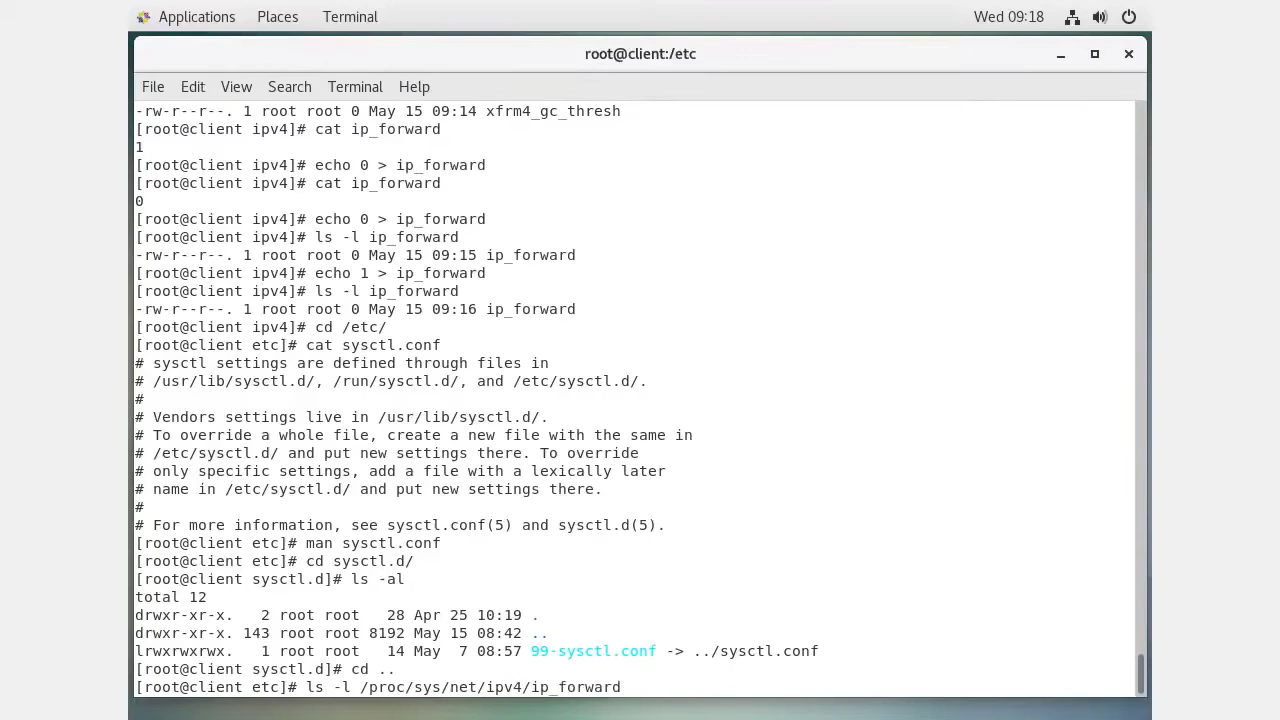 Applications Places Terminal Wed 09:18
root@client:/etc
File Edit View Search Terminal Help
-rw-r--r--. 1 root root 0 May 15 09:14 xfrm4_gc_thresh
[root@client ipv4]# cat ip_forward
1
[root@client ipv4]# echo 0 > ip_forward
[root@client ipv4]# cat ip_forward
0
[root@client ipv4]# echo 0 > ip_forward
[root@client ipv4]# ls -l ip_forward
-rw-r--r--. 1 root root 0 May 15 09:15 ip_forward
[root@client ipv4]# echo 1 > ip_forward
[root@client ipv4]# ls -l ip_forward
-rw-r--r--. 1 root root 0 May 15 09:16 ip_forward
[root@client ipv4]# cd /etc/
[root@client etc]# cat sysctl.conf
# sysctl settings are defined through files in
# /usr/lib/sysctl.d/, /run/sysctl.d/, and /etc/sysctl.d/.
#
# Vendors settings live in /usr/lib/sysctl.d/.
# To override a whole file, create a new file with the same in
# /etc/sysctl.d/ and put new settings there. To override
# only specific settings, add a file with a lexically later
# name in /etc/sysctl.d/ and put new settings there.
#
# For more information, see sysctl.conf(5) and sysctl.d(5).
[root@client etc]# man sysctl.conf
[root@client etc]# cd sysctl.d/
[root@client sysctl.d]# ls -al
total 12
drwxr-xr-x.   2 root root   28 Apr 25 10:19 .
drwxr-xr-x. 143 root root 8192 May 15 08:42 ..
lrwxrwxrwx.   1 root root   14 May  7 08:57 99-sysctl.conf -> ../sysctl.conf
[root@client sysctl.d]# cd ..
[root@client etc]# ls -l /proc/sys/net/ipv4/ip_forward